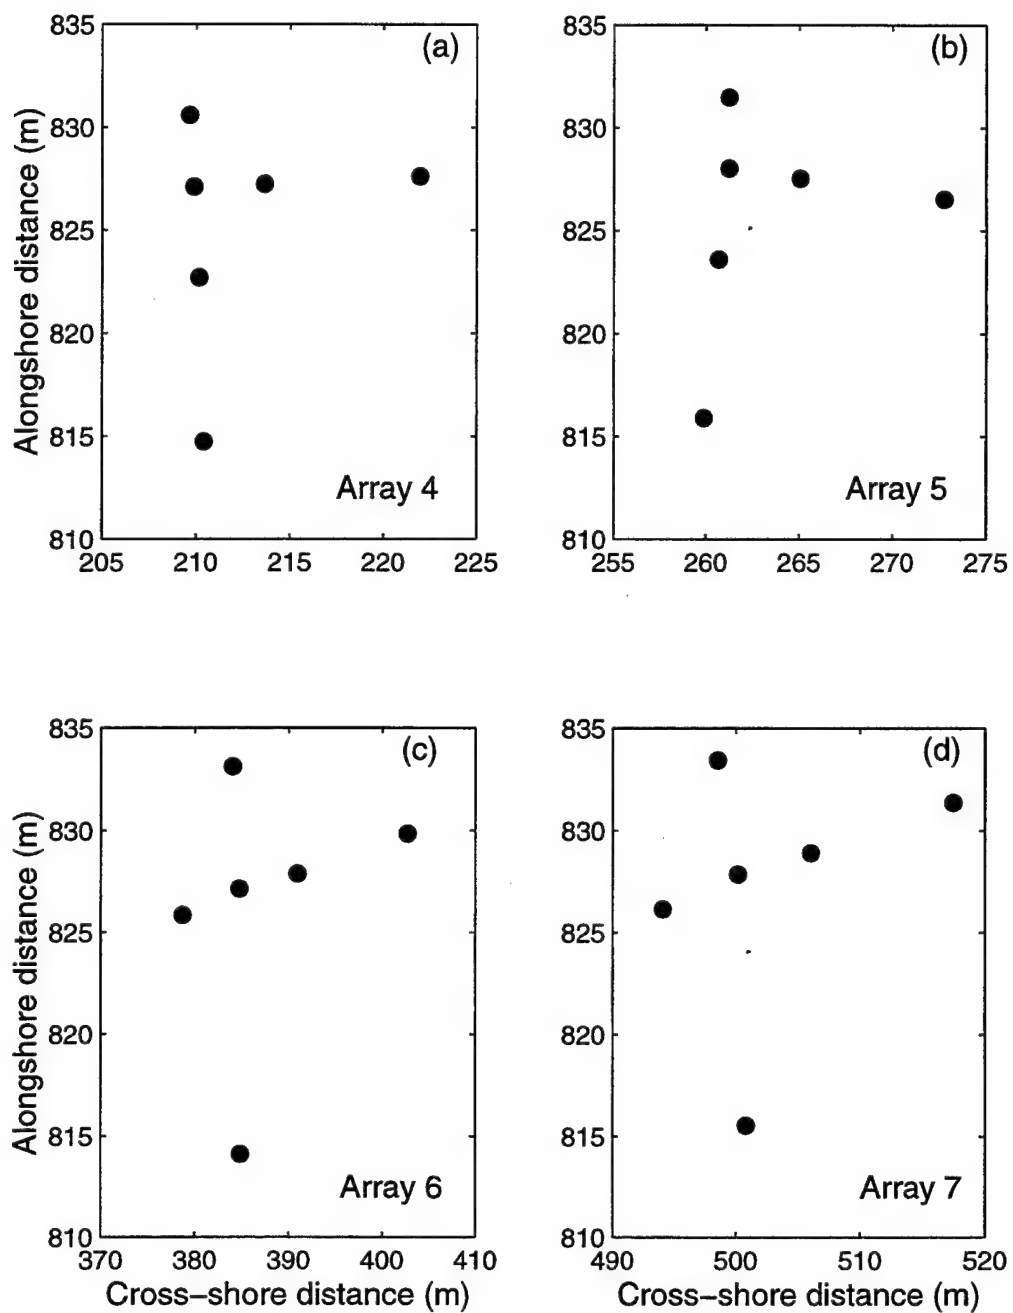 835
(a)
830
825
820
815
Array 4
810
205 210 215 220 225
Alongshore distance (m)
835
(b)
830
825
820
815
Array 5
810
255 260 265 270 275
835
(c)
830
825
820
815
Array 6
810
370 380 390 400 410
Alongshore distance (m)
Cross-shore distance (m)
835
(d)
830
825
820
815
Array 7
810
490 500 510 520
Cross-shore distance (m)